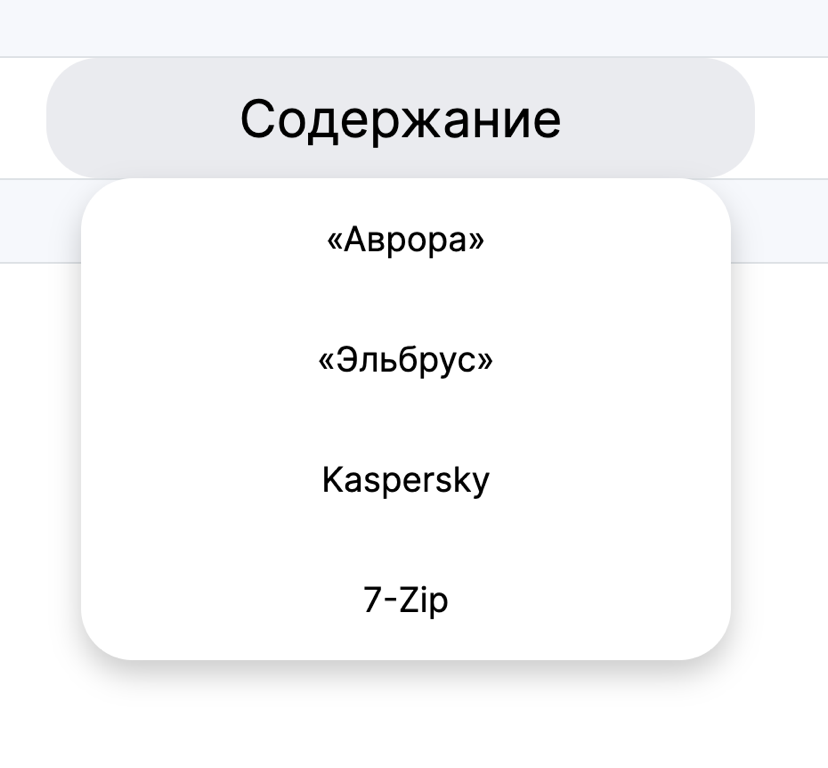 Содержание
«Аврора»
«Эльбрус»
Kaspersky
7-Zip